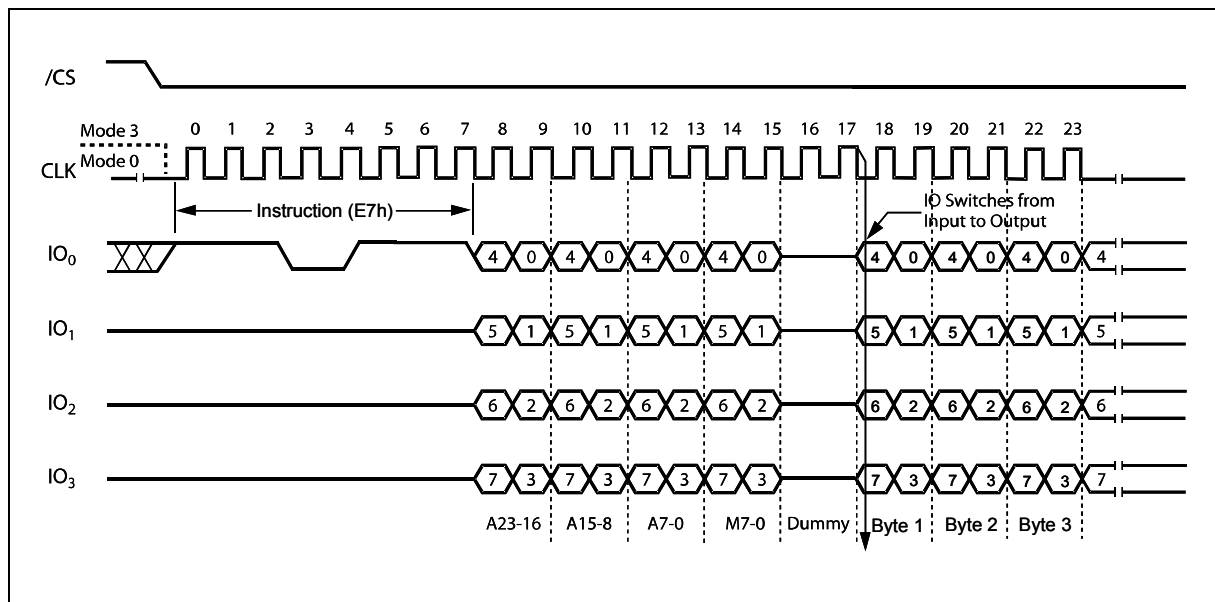 /CS
Mode 3
0 1 2 3 4 5 6 7 8 9 10 11 12 13 14 15 16 17 18 19 20 21 22 23
Mode 0
CLK
Instruction (E7h)
IO Switches from
Input to Output
IO0 4 0 4 0 4 0 4 0 4 0 4 0 4 0 4
IO1 5 1 5 1 5 1 5 1 5 1 5 1 5 1 5
IO2 6 2 6 2 6 2 6 2 6 2 6 2 6 2 6
IO3 7 3 7 3 7 3 7 3 7 3 7 3 7 3 7
A23-16 A15-8 A7-0 M7-0 Dummy Byte 1 Byte 2 Byte 3